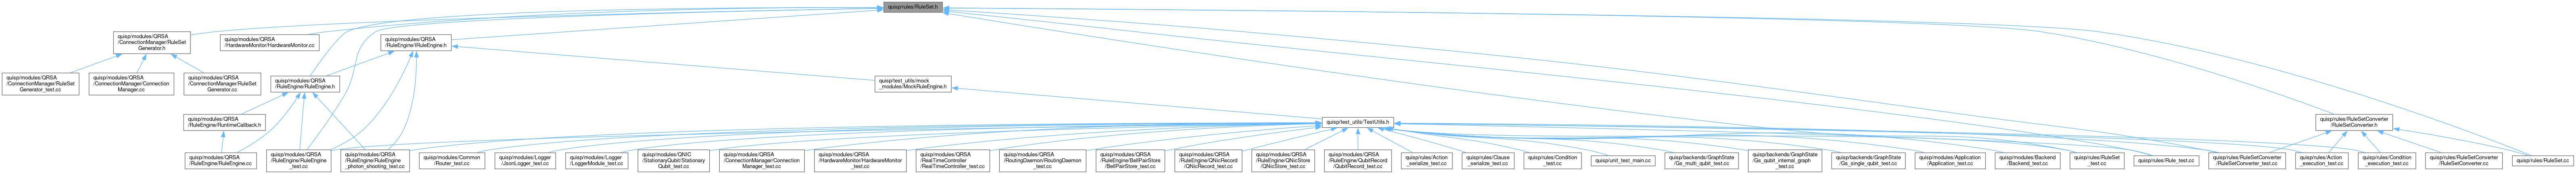 quisp/rules/RuleSet.h
quisp/modules/QRSA
/ConnectionManager/RuleSet
Generator.h
quisp/modules/QRSA
/HardwareMonitor/HardwareMonitor.cc
quisp/modules/QRSA
/RuleEngine/IRuleEngine.h
quisp/modules/QRSA
/ConnectionManager/RuleSet
Generator_test.cc
quisp/modules/QRSA
/ConnectionManager/Connection
Manager.cc
quisp/modules/QRSA
/ConnectionManager/RuleSet
Generator.cc
quisp/modules/QRSA
/RuleEngine/RuleEngine.h
quisp/test_utils/mock
_modules/MockRuleEngine.h
quisp/modules/QRSA
/RuleEngine/RuntimeCallback.h
quisp/test_utils/TestUtils.h
quisp/rules/RuleSetConverter
/RuleSetConverter.h
quisp/modules/QRSA
/RuleEngine/RuleEngine.cc
quisp/modules/QRSA
/RuleEngine/RuleEngine
_test.cc
quisp/modules/QRSA
/RuleEngine/RuleEngine
_photon_shooting_test.cc
quisp/modules/Common
/Router_test.cc
quisp/modules/Logger
/JsonLogger_test.cc
quisp/modules/Logger
/LoggerModule_test.cc
quisp/modules/QNIC
/StationaryQubit/Stationary
Qubit_test.cc
quisp/modules/QRSA
/ConnectionManager/Connection
Manager_test.cc
quisp/modules/QRSA
/HardwareMonitor/HardwareMonitor
_test.cc
quisp/modules/QRSA
/RealTimeController
/RealTimeController_test.cc
quisp/modules/QRSA
/RoutingDaemon/RoutingDaemon
_test.cc
quisp/modules/QRSA
/RuleEngine/BellPairStore
/BellPairStore_test.cc
quisp/modules/QRSA
/RuleEngine/QNicRecord
/QNicRecord_test.cc
quisp/modules/QRSA
/RuleEngine/QNicStore
/QNicStore_test.cc
quisp/modules/QRSA
/RuleEngine/QubitRecord
/QubitRecord_test.cc
quisp/rules/Action
_serialize_test.cc
quisp/rules/Clause
_serialize_test.cc
quisp/rules/Condition
_test.cc
quisp/unit_test_main.cc
quisp/backends/GraphState
/Gs_multi_qubit_test.cc
quisp/backends/GraphState
/Gs_qubit_internal_graph
_test.cc
quisp/backends/GraphState
/Gs_single_qubit_test.cc
quisp/modules/Application
/Application_test.cc
quisp/modules/Backend
/Backend_test.cc
quisp/rules/RuleSet
_test.cc
quisp/rules/Rule_test.cc
quisp/rules/RuleSetConverter
/RuleSetConverter_test.cc
quisp/rules/Action
_execution_test.cc
quisp/rules/Condition
_execution_test.cc
quisp/rules/RuleSetConverter
/RuleSetConverter.cc
quisp/rules/RuleSet.cc